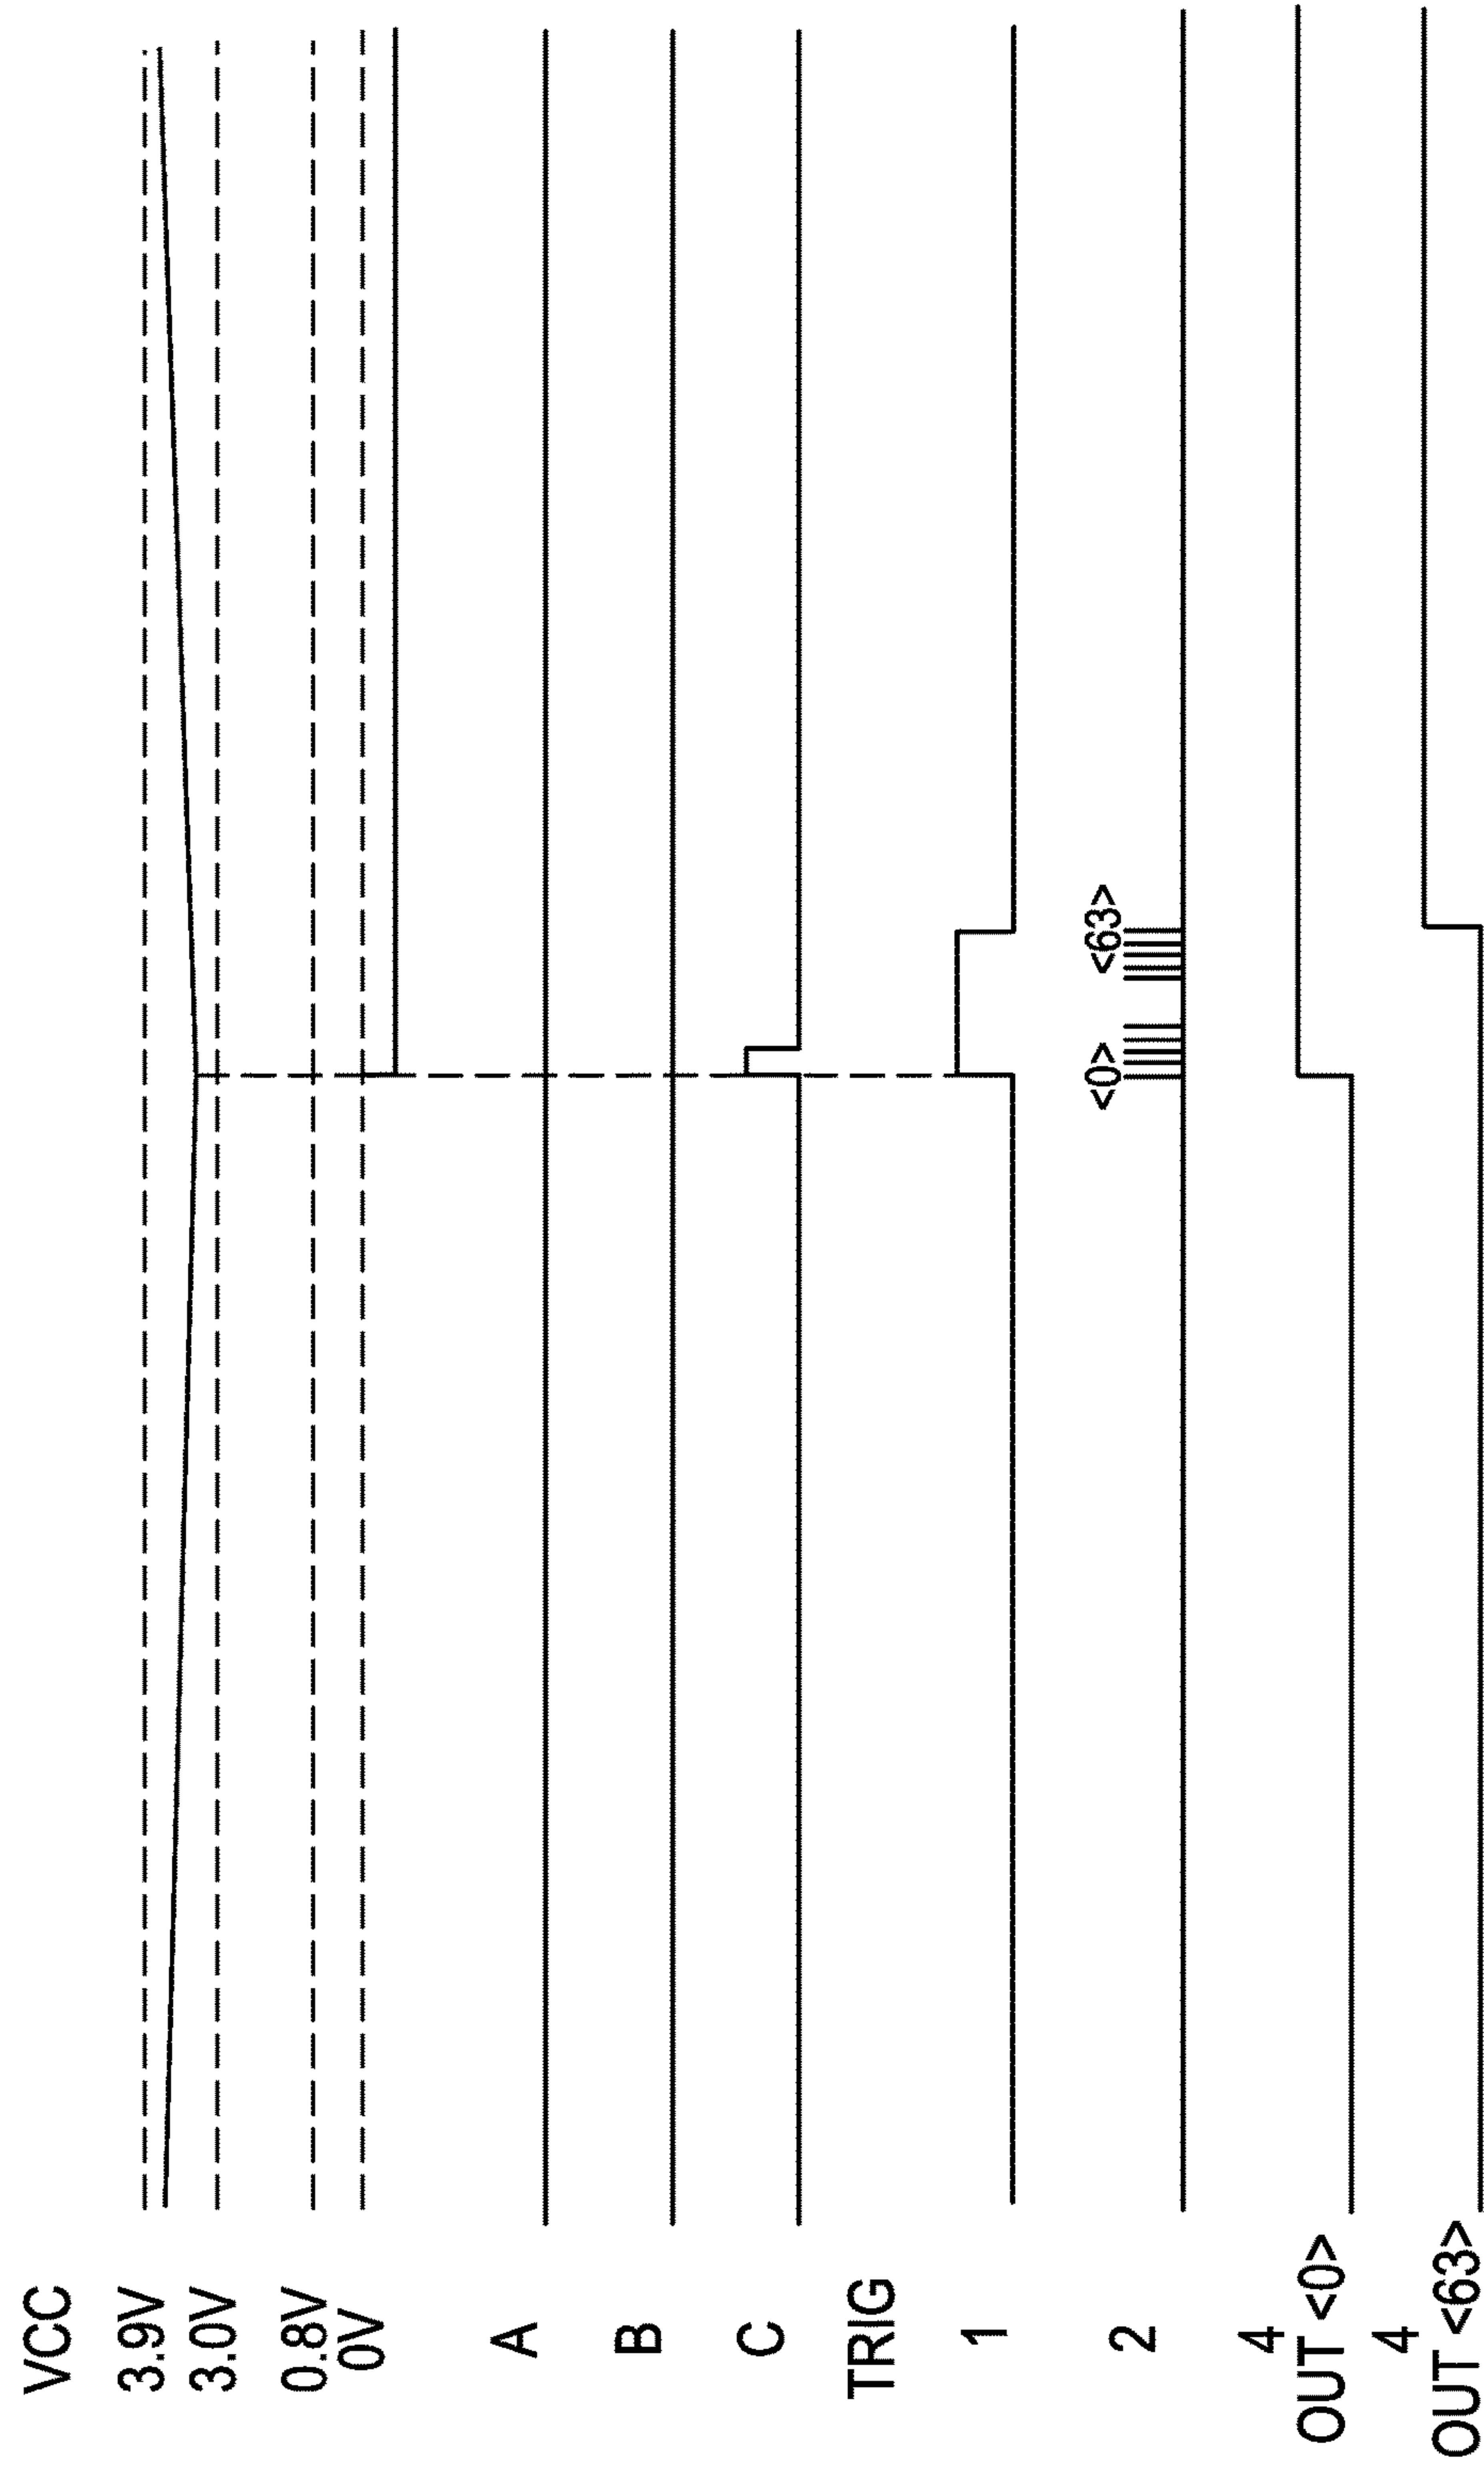 VCC
3.9V
3.0V
0.8V
0V
A
B
C
TRIG
1
2
<0>
<63>
4
OUT <0>
4
OUT <63>